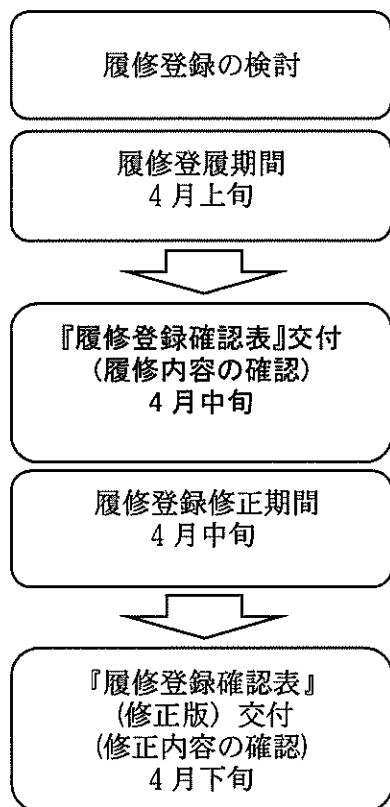 履修登録の検討
履修登履期間
4月上旬
『履修登録確認表』交付
(履修内容の確認)
4月中旬
履修登録修正期間
4月中旬
『履修登録確認表』
(修正版) 交付
(修正内容の確認)
4月下旬